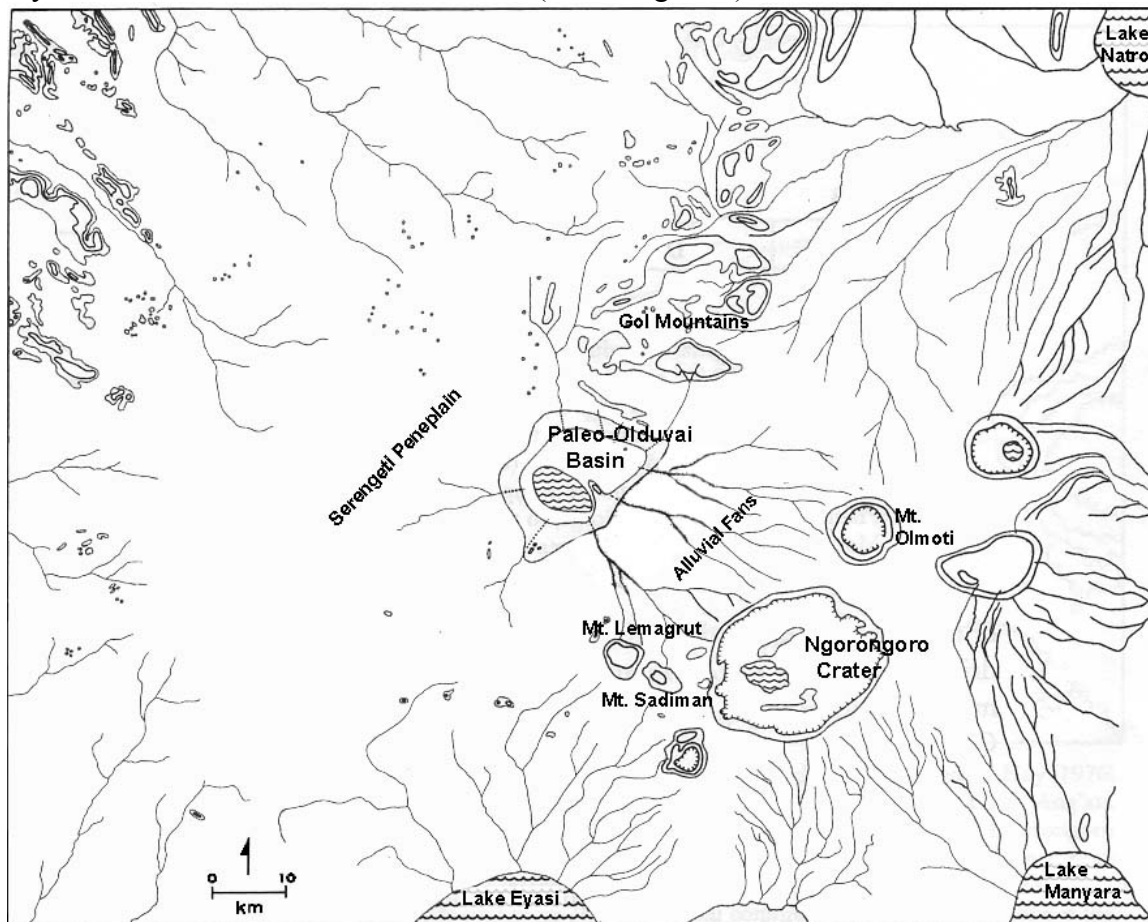 Lake
Natro
Gol Mountains
Serengeti Peneplain
Paleo-Olduvai
Basin
Alluvial Fans
Mt.
Olmoti
Mt. Lemagrut
Ngorongoro
Crater
Mt. Sadiman
0 10
km
Lake Eyasi
Lake
Manyara